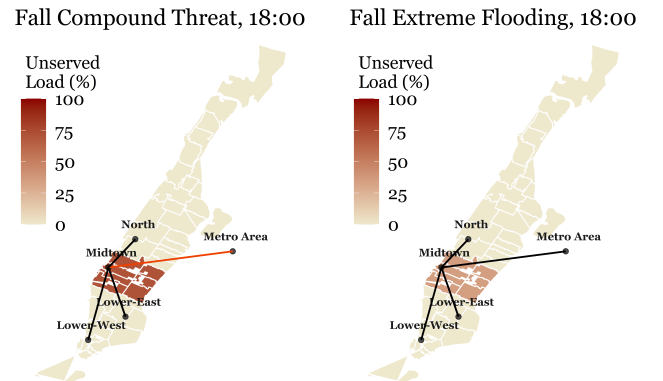 Fall Compound Threat, 18:00
Unserved
Load (%)
100
75
50
25
0
North
Metro Area
Midtown
Lower-East
Lower-West
Fall Extreme Flooding, 18:00
Unserved
Load (%)
100
75
50
25
0
North
Metro Area
Midtown
Lower-East
Lower-West